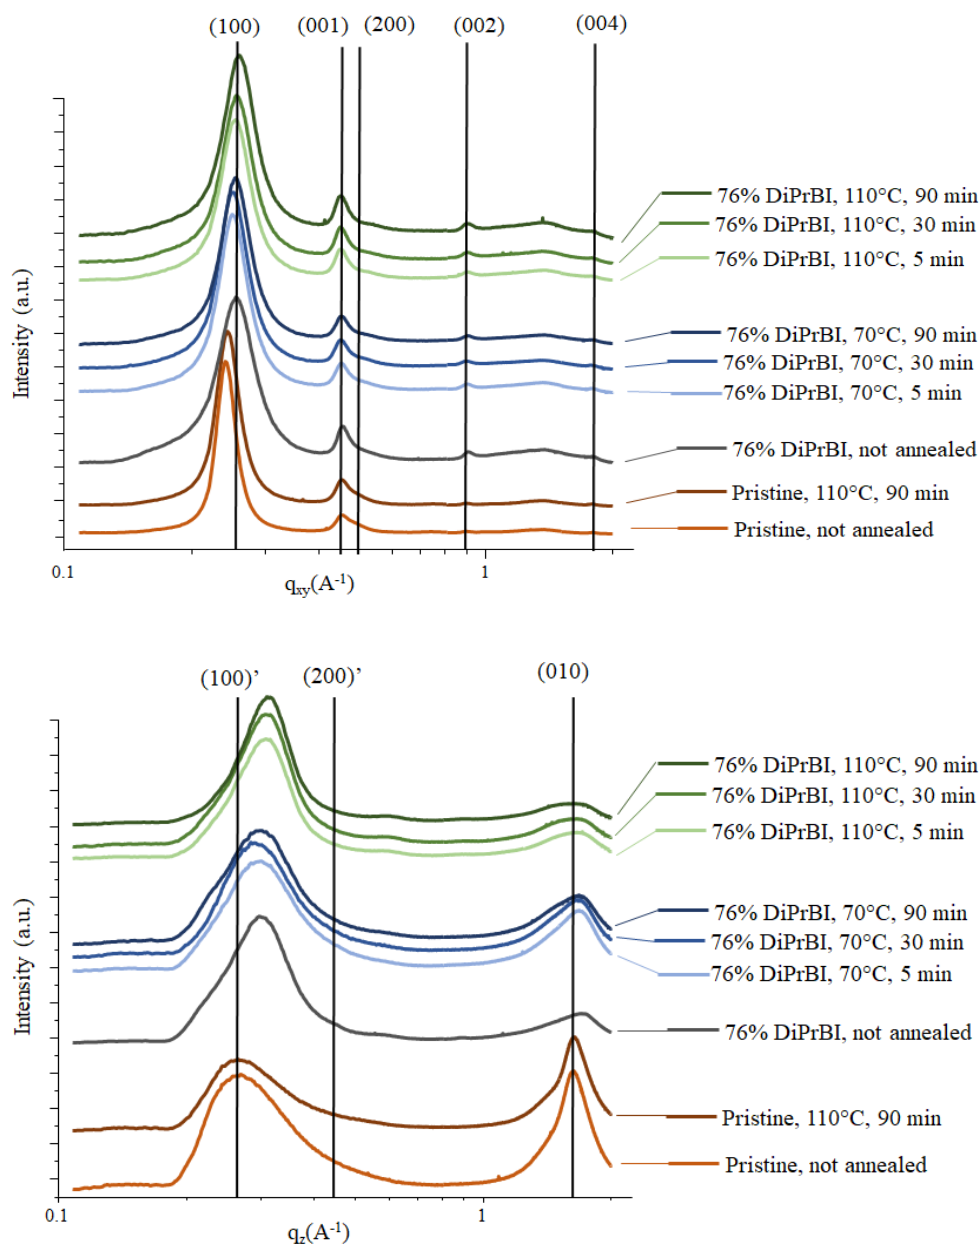 (100)
(001)
(200)
(002)
(004)
Intensity (a.u.)
76% DiPrBI, 110°C, 90 min
76% DiPrBI, 110°C, 30 min
76% DiPrBI, 110°C, 5 min
76% DiPrBI, 70°C, 90 min
76% DiPrBI, 70°C, 30 min
76% DiPrBI, 70°C, 5 min
76% DiPrBI, not annealed
Pristine, 110°C, 90 min
Pristine, not annealed
0.1
1
qxy(A-1)
(100)’
(200)’
(010)
Intensity (a.u.)
76% DiPrBI, 110°C, 90 min
76% DiPrBI, 110°C, 30 min
76% DiPrBI, 110°C, 5 min
76% DiPrBI, 70°C, 90 min
76% DiPrBI, 70°C, 30 min
76% DiPrBI, 70°C, 5 min
76% DiPrBI, not annealed
Pristine, 110°C, 90 min
Pristine, not annealed
0.1
1
qz(A-1)